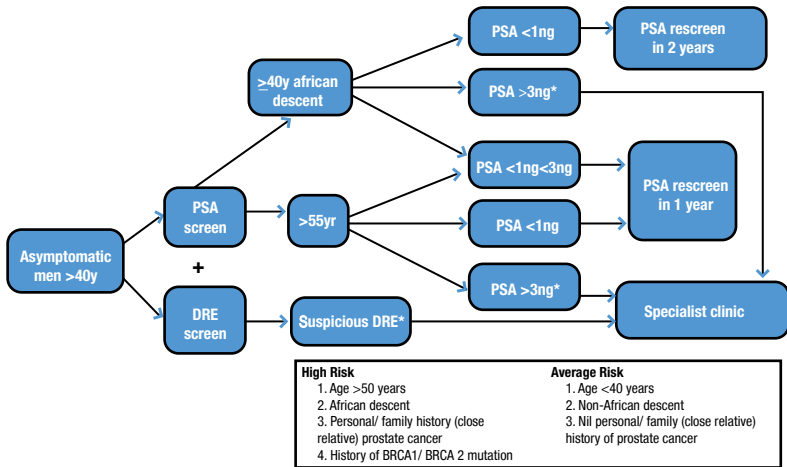 PSA <1ng
PSA rescreen
in 2 years
≥40y african
descent
PSA >3ng*
PSA <1ng<3ng
PSA rescreen
in 1 year
PSA
screen
>55yr
PSA <1ng
Asymptomatic
men >40y
+
PSA >3ng*
DRE
screen
Suspicious DRE*
Specialist clinic
High Risk
1. Age >50 years
2. African descent
3. Personal/ family history (close
relative) prostate cancer
4. History of BRCA1/ BRCA 2 mutation
Average Risk
1. Age <40 years
2. Non-African descent
3. Nil personal/ family (close relative)
history of prostate cancer